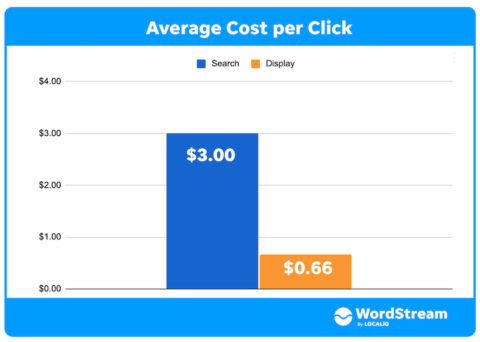 Average Cost per Click
Search Display
$4.00
$3.00
$3.00
$2.00
$1.00
$0.66
$0.00
WordStream
By LOCALiQ